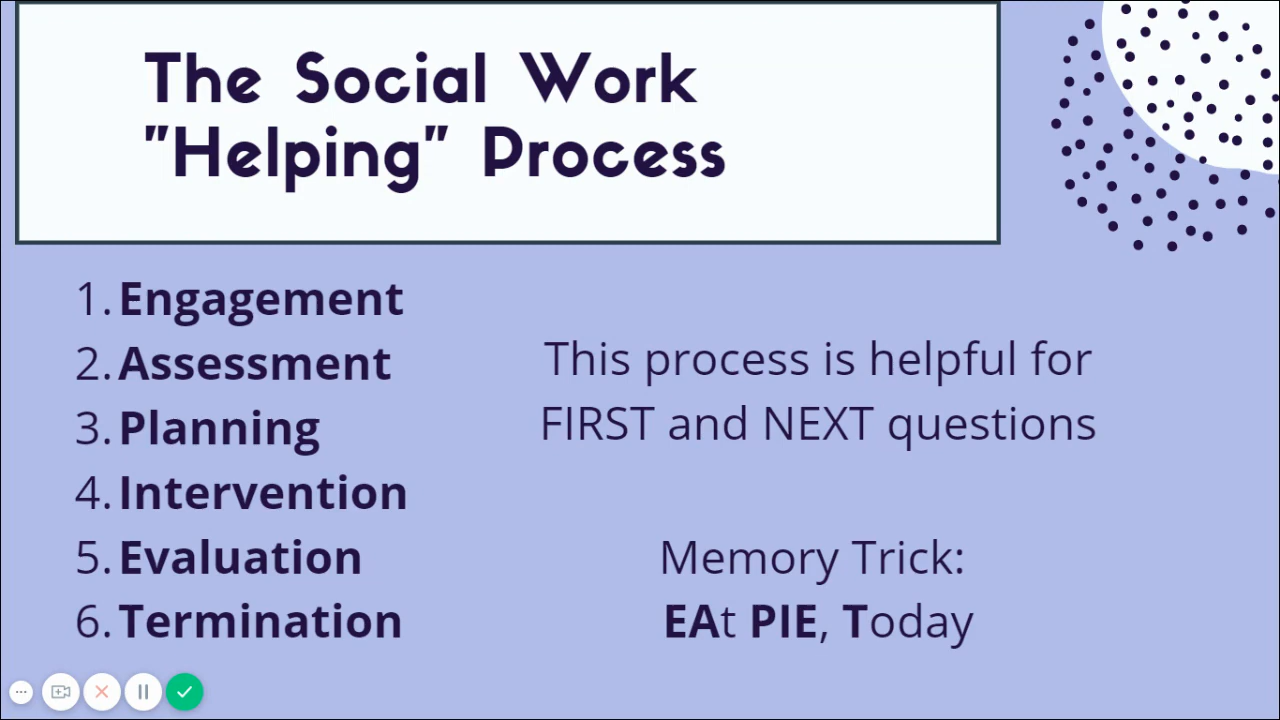 The Social Work
"Helping" Process
1. Engagement
2. Assessment
3. Planning
4. Intervention
5. Evaluation
6. Termination
This process is helpful for
FIRST and NEXT questions
Memory Trick:
EAt PIE, Today